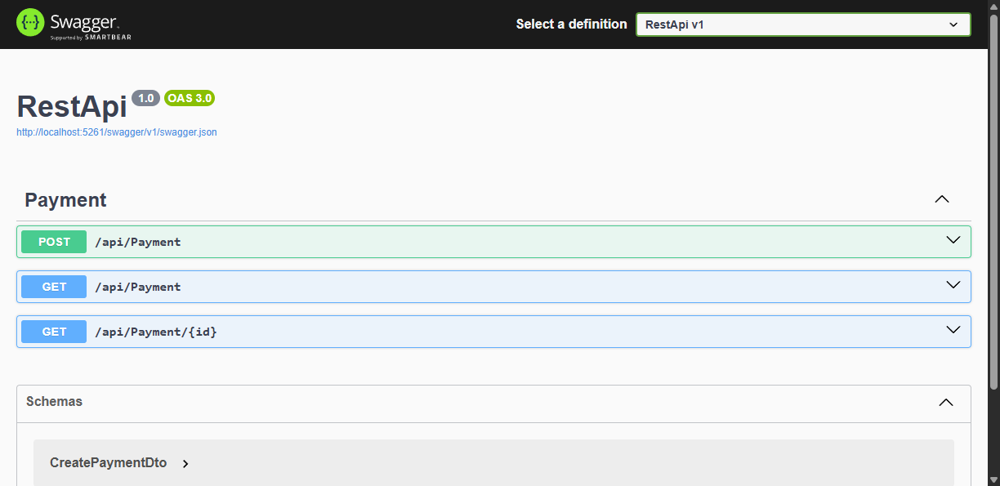 {···} Swagger.
Supported by SMARTBEAR
Select a definition
RestApi v1
RestApi 1.0 OAS 3.0
http://localhost:5261/swagger/v1/swagger.json
Payment
POST /api/Payment
GET /api/Payment
GET /api/Payment/{id}
Schemas
CreatePaymentDto